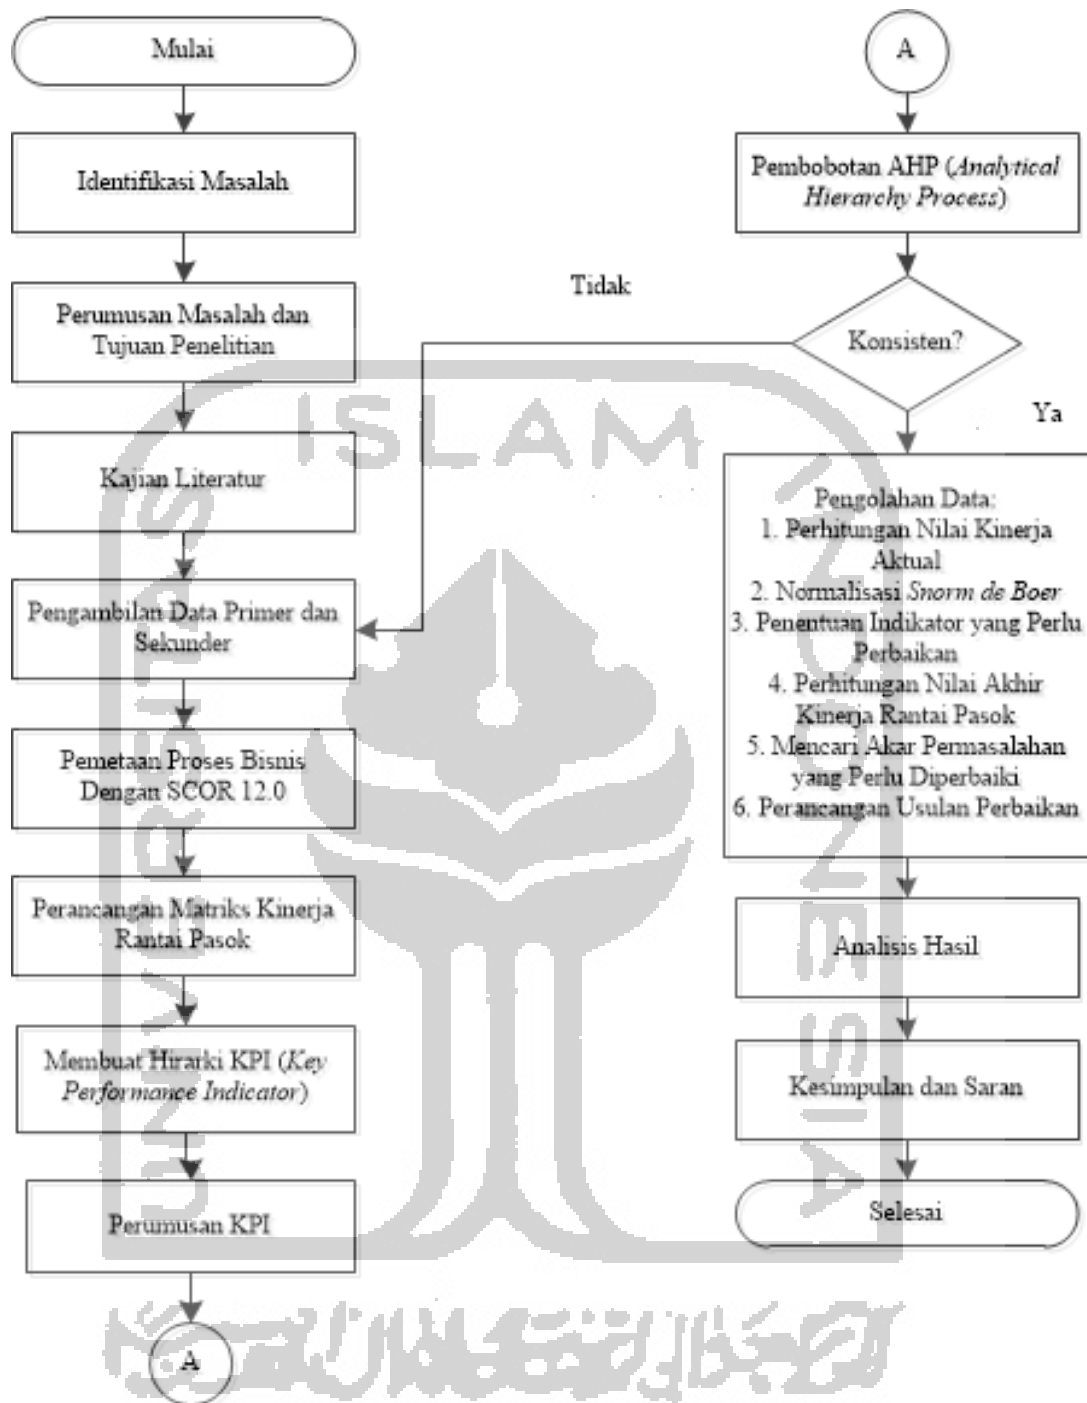 Mulai
Identifikasi Masalah
Perumusan Masalah dan
Tujuan Penelitian
Kajian Literatur
Pengambilan Data Primer dan
Sekunder
Pemetaan Proses Bisnis
Dengan SCOR 12.0
Perancangan Matriks Kinerja
Rantai Pasok
Membuat Hirarki KPI (Key
Performance Indicator)
Perumusan KPI
A
A
Pembobotan AHP (Analytical
Hierarchy Process)
Konsisten?
Tidak
Ya
Pengolahan Data:
1. Perhitungan Nilai Kinerja
Aktual
2. Normalisasi Snorm de Boer
3. Penentuan Indikator yang Perlu
Perbaikan
4. Perhitungan Nilai Akhir
Kinerja Rantai Pasok
5. Mencari Akar Permasalahan
yang Perlu Diperbaiki
6. Perancangan Usulan Perbaikan
Analisis Hasil
Kesimpulan dan Saran
Selesai
UNIVERSITAS
ISLAM
INDONESIA